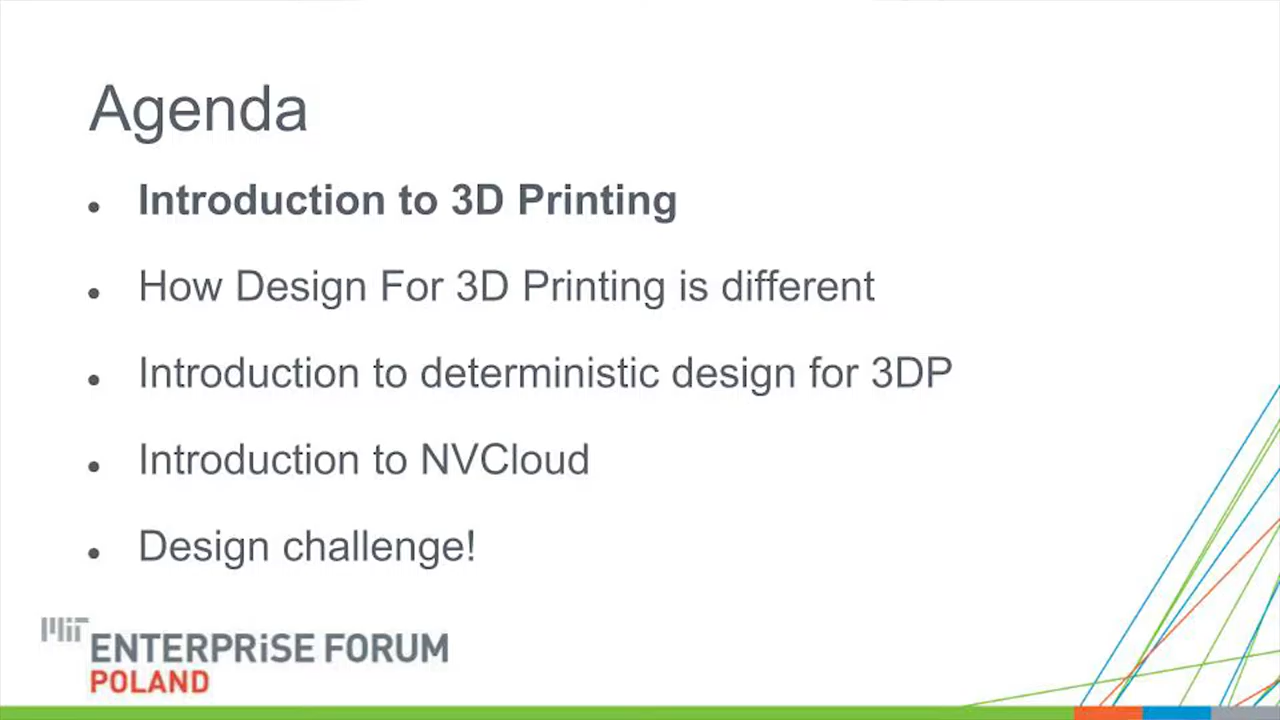 Agenda
• Introduction to 3D Printing
• How Design For 3D Printing is different
• Introduction to deterministic design for 3DP
• Introduction to NVCloud
• Design challenge!
MiT
ENTERPRiSE FORUM
POLAND